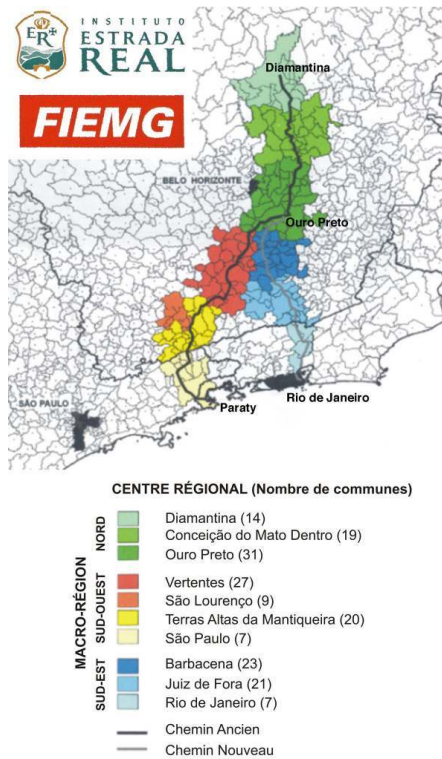 INSTITUTO
ER
ESTRADA
REAL
FIEMG
Diamantina
BELO HORIZONTE
Ouro Preto
SÃO PAULO
Paraty
Rio de Janeiro
CENTRE RÉGIONAL (Nombre de communes)
MACRO-RÉGION
NORD
Diamantina (14)
Conceição do Mato Dentro (19)
Ouro Preto (31)
SUD-OUEST
Vertentes (27)
São Lourenço (9)
Terras Altas da Mantiqueira (20)
São Paulo (7)
SUD-EST
Barbacena (23)
Juiz de Fora (21)
Rio de Janeiro (7)
Chemin Ancien
Chemin Nouveau